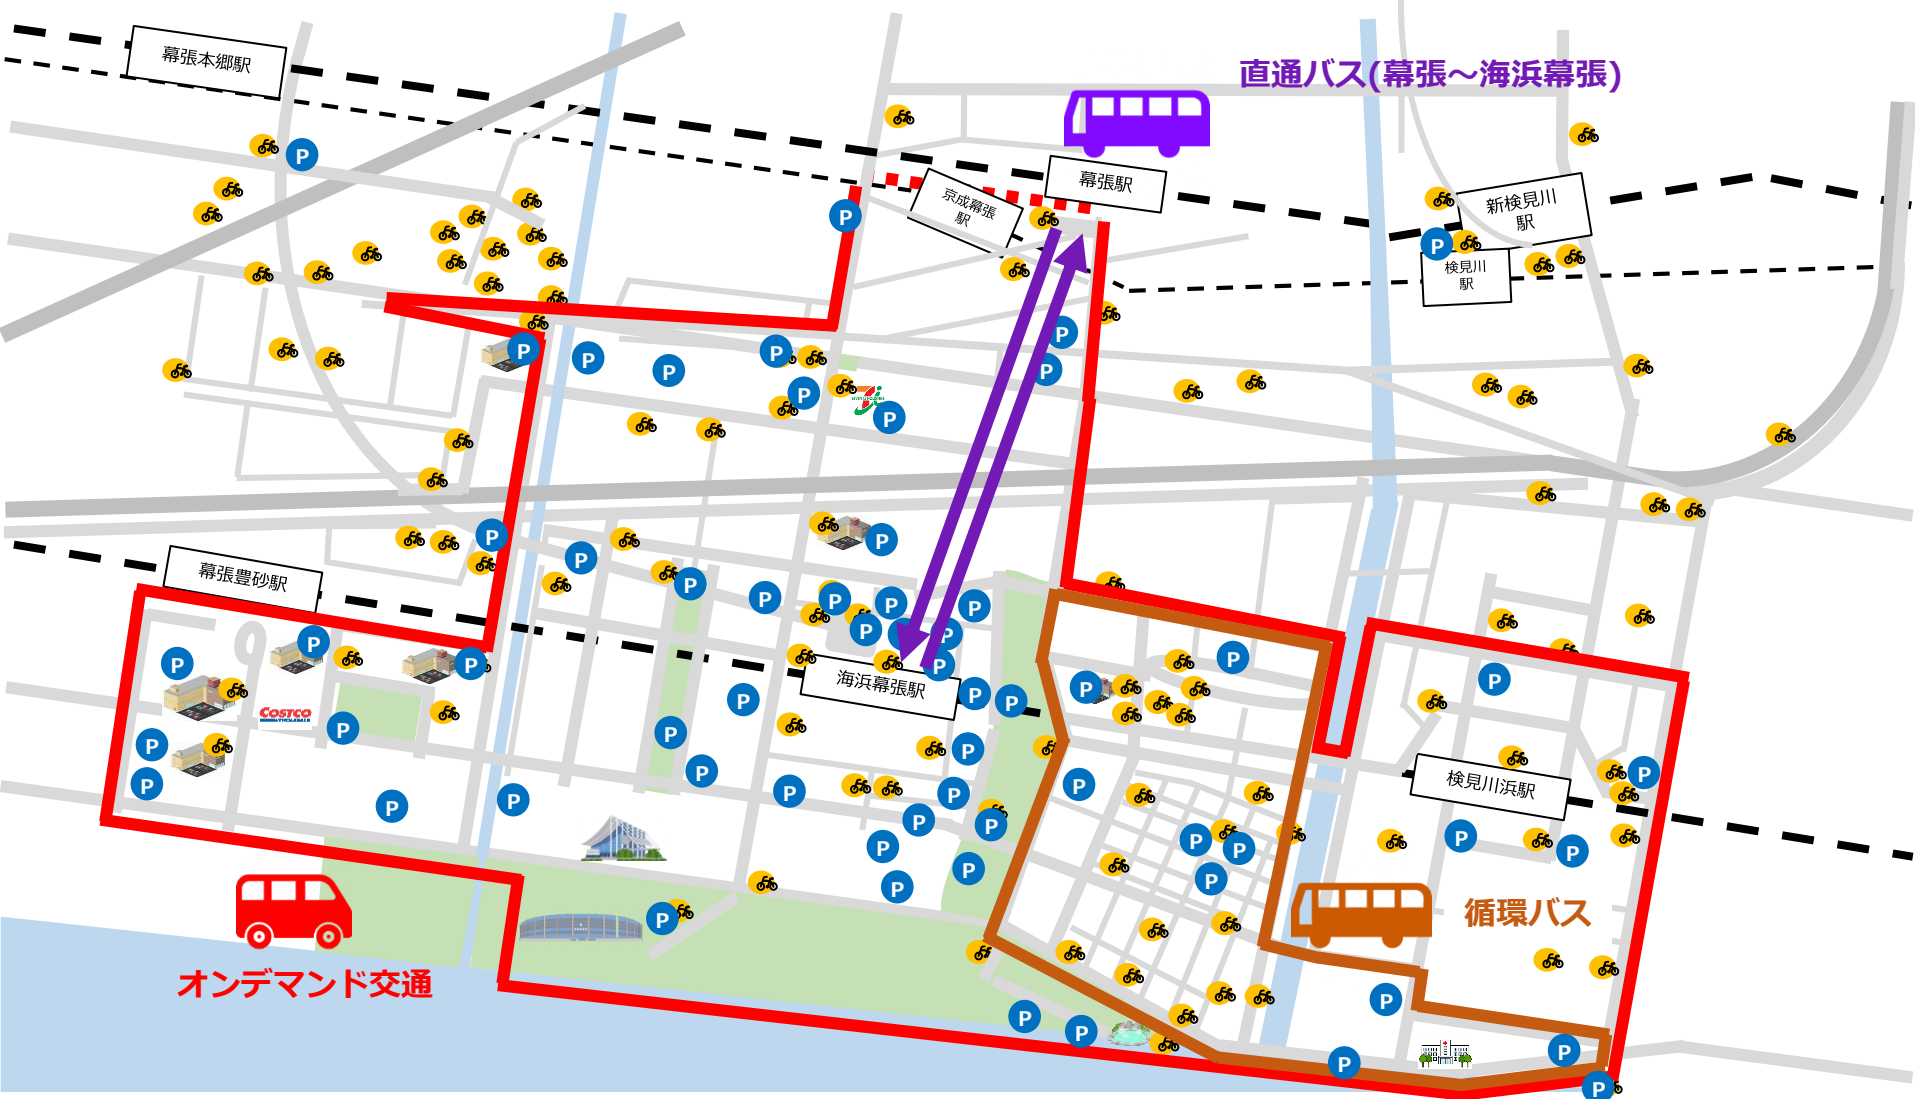 幕張本郷駅
直通バス(幕張～海浜幕張)
幕張駅
京成幕張
駅
新検見川
駅
検見川
駅
幕張豊砂駅
海浜幕張駅
COSTCO
WHOLESALE
検見川浜駅
循環バス
オンデマンド交通
P